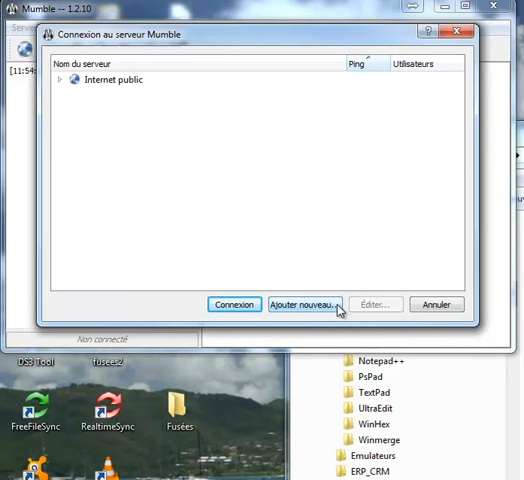 Mumble -- 1.2.10
Connexion au serveur Mumble
Nom du serveur Ping Utilisateurs
[11:54:
Internet public
Connexion Ajouter nouveau... Éditer... Annuler
Non connecté
DS3 Tool fusees2
Notepad++
PsPad
TextPad
UltraEdit
WinHex
Winmerge
Emulateurs
ERP_CRM
FreeFileSync RealtimeSync Fusées